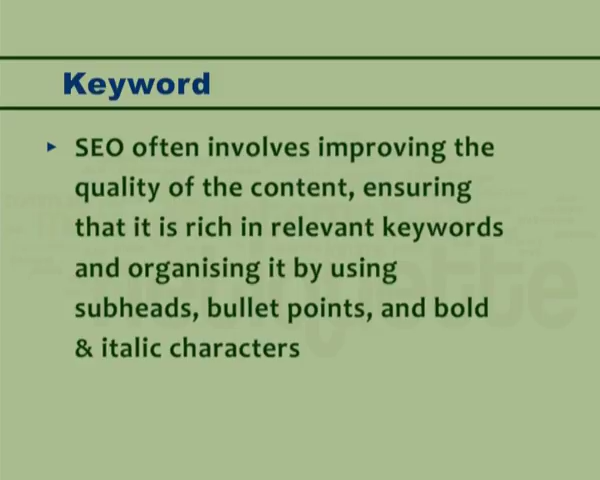 Keyword
SEO often involves improving the
quality of the content, ensuring
that it is rich in relevant keywords
and organising it by using
subheads, bullet points, and bold
& italic characters